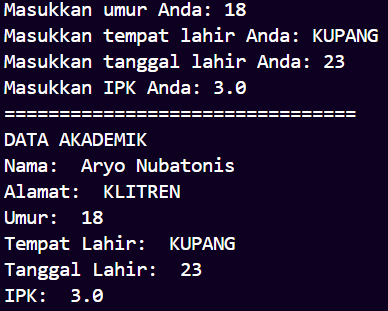 Masukkan umur Anda: 18
Masukkan tempat lahir Anda: KUPANG
Masukkan tanggal lahir Anda: 23
Masukkan IPK Anda: 3.0
================================
DATA AKADEMIK
Nama:  Aryo Nubatonis
Alamat:  KLITREN
Umur:  18
Tempat Lahir:  KUPANG
Tanggal Lahir:  23
IPK:  3.0